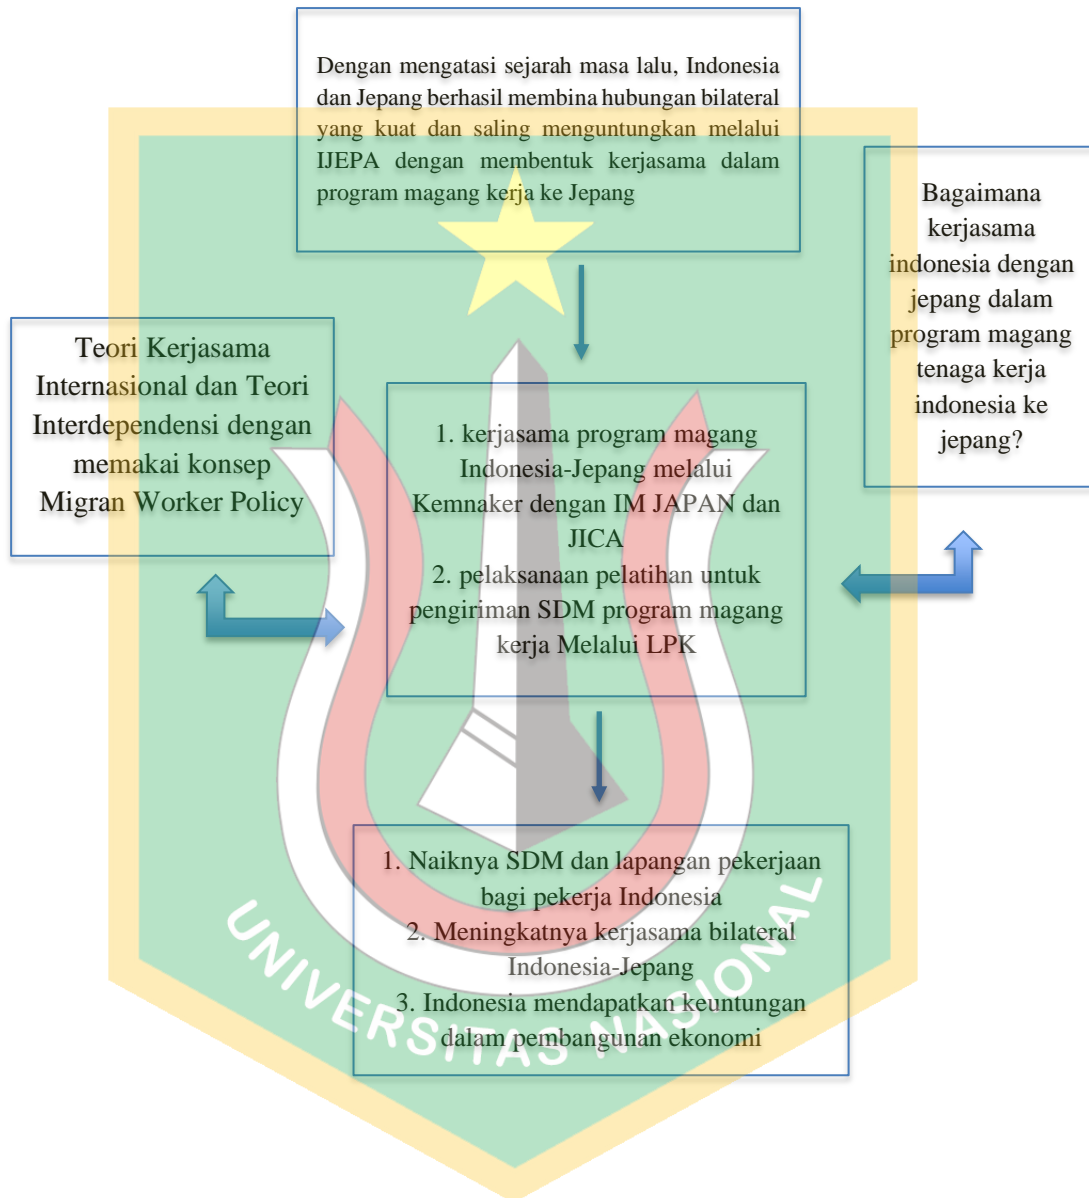 Dengan mengatasi sejarah masa lalu, Indonesia
dan Jepang berhasil membina hubungan bilateral
yang kuat dan saling menguntungkan melalui
IJEPA dengan membentuk kerjasama dalam
program magang kerja ke Jepang
Bagaimana
kerjasama
indonesia dengan
jepang dalam
program magang
tenaga kerja
indonesia ke
jepang?
Teori Kerjasama
Internasional dan Teori
Interdependensi dengan
memakai konsep
Migran Worker Policy
1. kerjasama program magang
Indonesia-Jepang melalui
Kemnaker dengan IM JAPAN dan
JICA
2. pelaksanaan pelatihan untuk
pengiriman SDM program magang
kerja Melalui LPK
1. Naiknya SDM dan lapangan pekerjaan
bagi pekerja Indonesia
2. Meningkatnya kerjasama bilateral
Indonesia-Jepang
3. Indonesia mendapatkan keuntungan
dalam pembangunan ekonomi
UNIVERSITAS NASIONAL